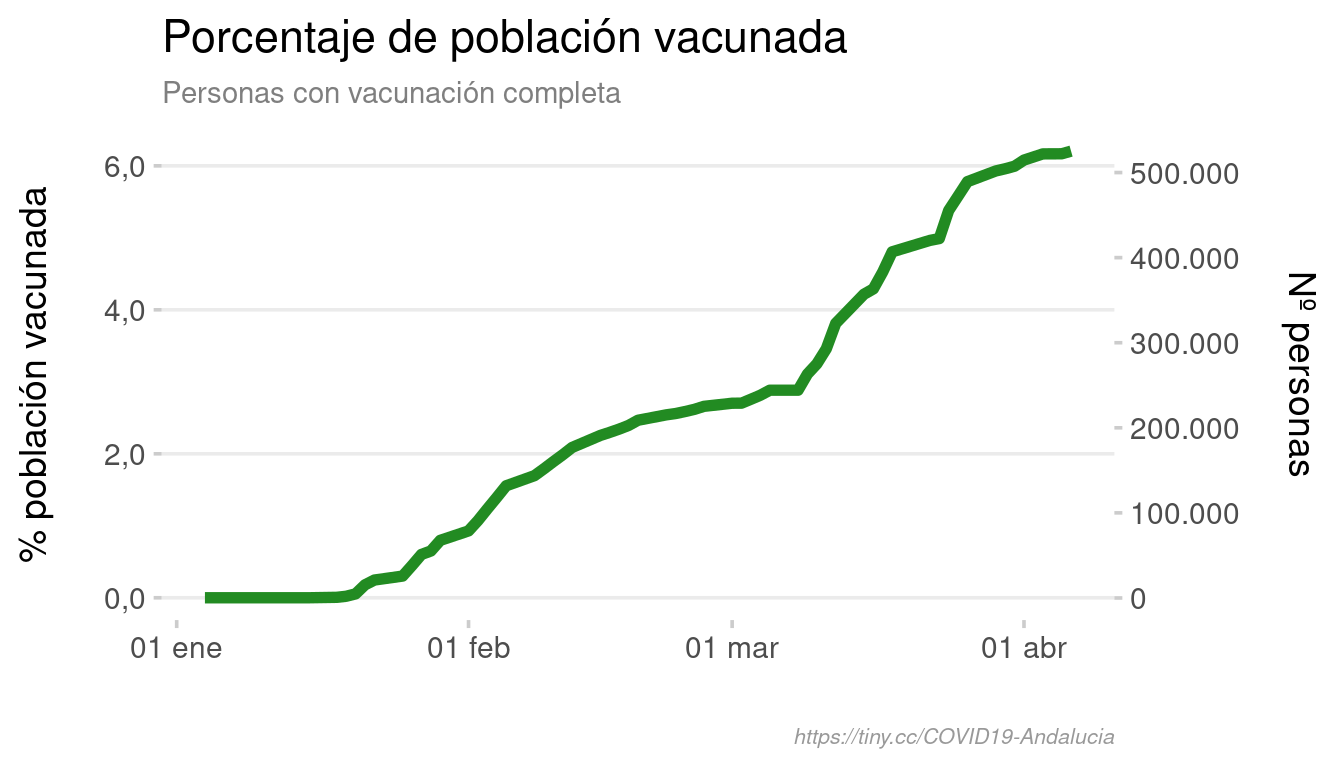 Porcentaje de población vacunada
Personas con vacunación completa
% población vacunada
6,0
4,0
2,0
0,0
500.000
400.000
300.000
200.000
100.000
0
Nº personas
01 ene
01 feb
01 mar
01 abr
https://tiny.cc/COVID19-Andalucia